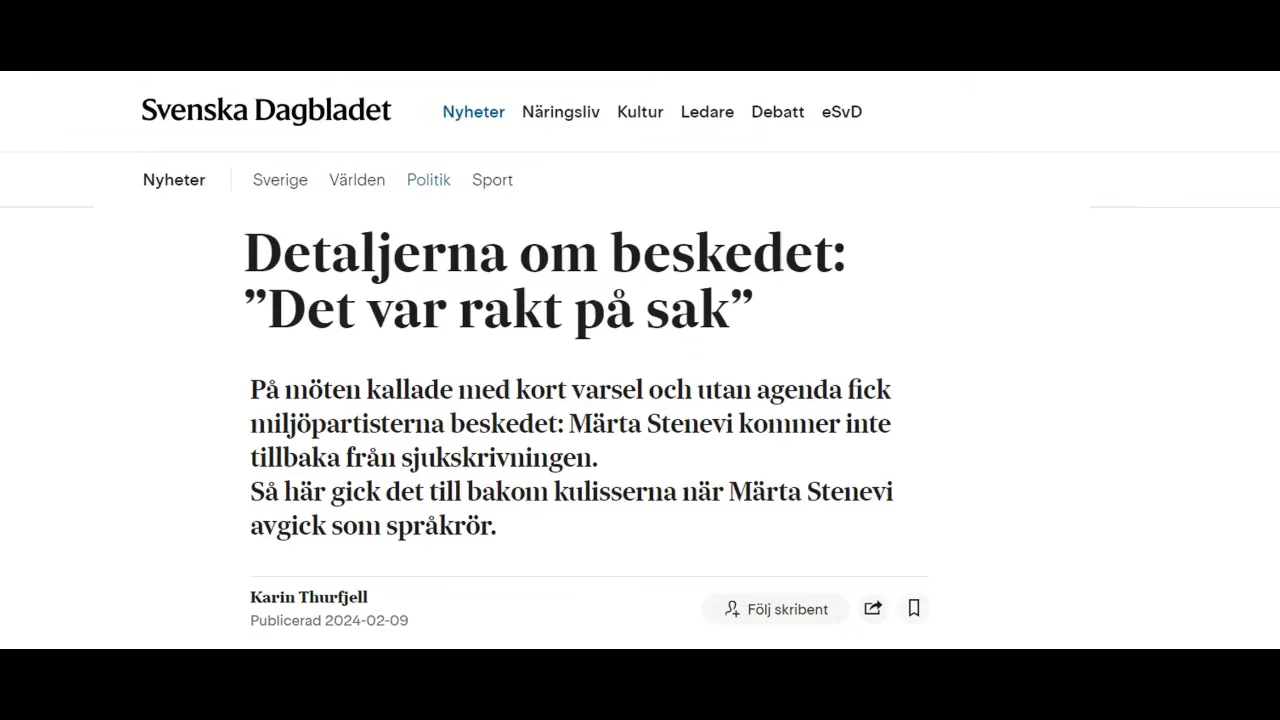 Svenska Dagbladet
Nyheter Näringsliv Kultur Ledare Debatt eSvD
Nyheter Sverige Världen Politik Sport
Detaljerna om beskedet:
”Det var rakt på sak”
På möten kallade med kort varsel och utan agenda fick
miljöpartisterna beskedet: Märta Stenevi kommer inte
tillbaka från sjukskrivningen.
Så här gick det till bakom kulisserna när Märta Stenevi
avgick som språkrör.
Karin Thurfjell
Publicerad 2024-02-09
Följ skribent